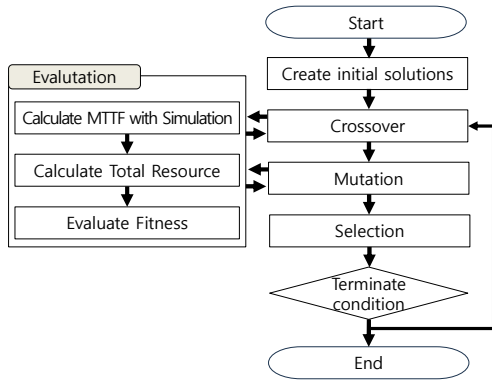 Start
Create initial solutions
Evalutation
Calculate MTTF with Simulation
Calculate Total Resource
Evaluate Fitness
Crossover
Mutation
Selection
Terminate
condition
End